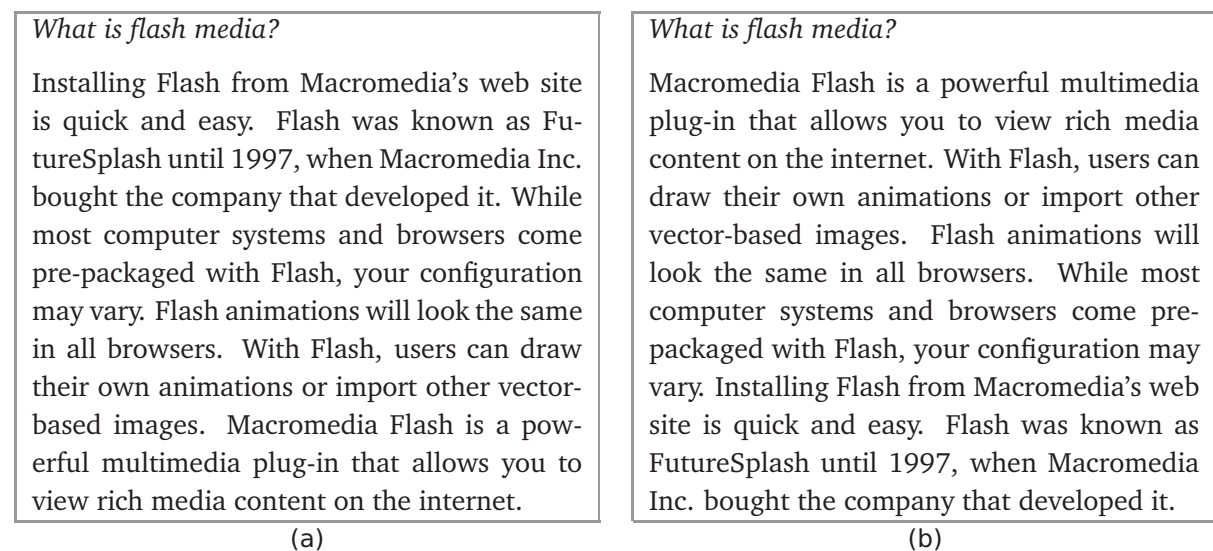 What is flash media?
Installing Flash from Macromedia's web site
is quick and easy. Flash was known as Fu-
tureSplash until 1997, when Macromedia Inc.
bought the company that developed it. While
most computer systems and browsers come
pre-packaged with Flash, your configuration
may vary. Flash animations will look the same
in all browsers. With Flash, users can draw
their own animations or import other vector-
based images. Macromedia Flash is a pow-
erful multimedia plug-in that allows you to
view rich media content on the internet.
(a)
What is flash media?
Macromedia Flash is a powerful multimedia
plug-in that allows you to view rich media
content on the internet. With Flash, users can
draw their own animations or import other
vector-based images. Flash animations will
look the same in all browsers. While most
computer systems and browsers come pre-
packaged with Flash, your configuration may
vary. Installing Flash from Macromedia's web
site is quick and easy. Flash was known as
FutureSplash until 1997, when Macromedia
Inc. bought the company that developed it.
(b)